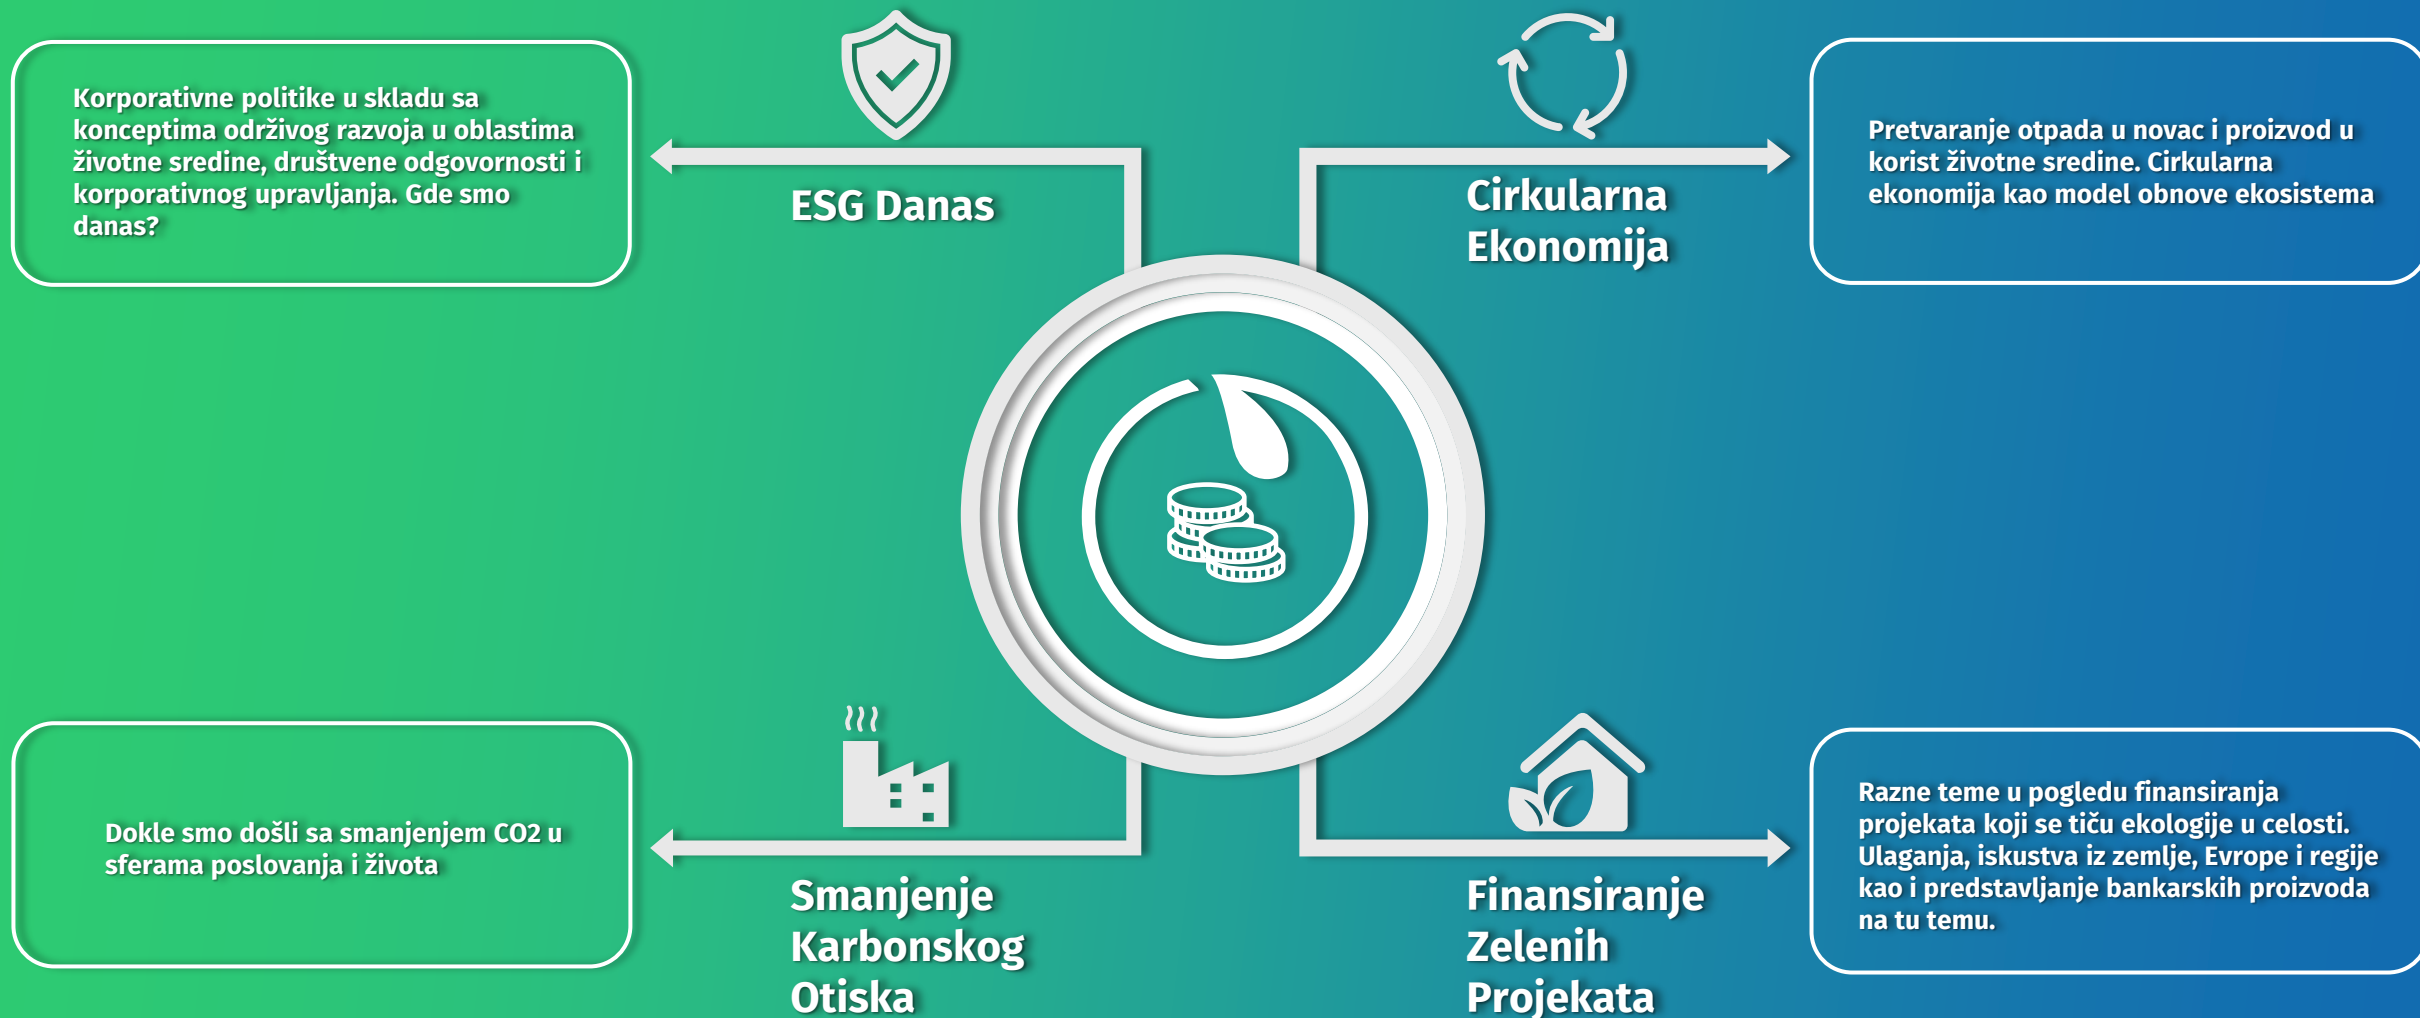 Korporativne politike u skladu sa
konceptima održivog razvoja u oblastima
životne sredine, društvene odgovornosti i
korporativnog upravljanja. Gde smo
danas?
ESG Danas
Cirkularna
Ekonomija
Pretvaranje otpada u novac i proizvod u
korist životne sredine. Cirkularna
ekonomija kao model obnove ekosistema
Dokle smo došli sa smanjenjem CO2 u
sferama poslovanja i života
Smanjenje
Karbonskog
Otiska
Finansiranje
Zelenih
Projekata
Razne teme u pogledu finansiranja
projekata koji se tiču ekologije u celosti.
Ulaganja, iskustva iz zemlje, Evrope i regije
kao i predstavljanje bankarskih proizvoda
na tu temu.